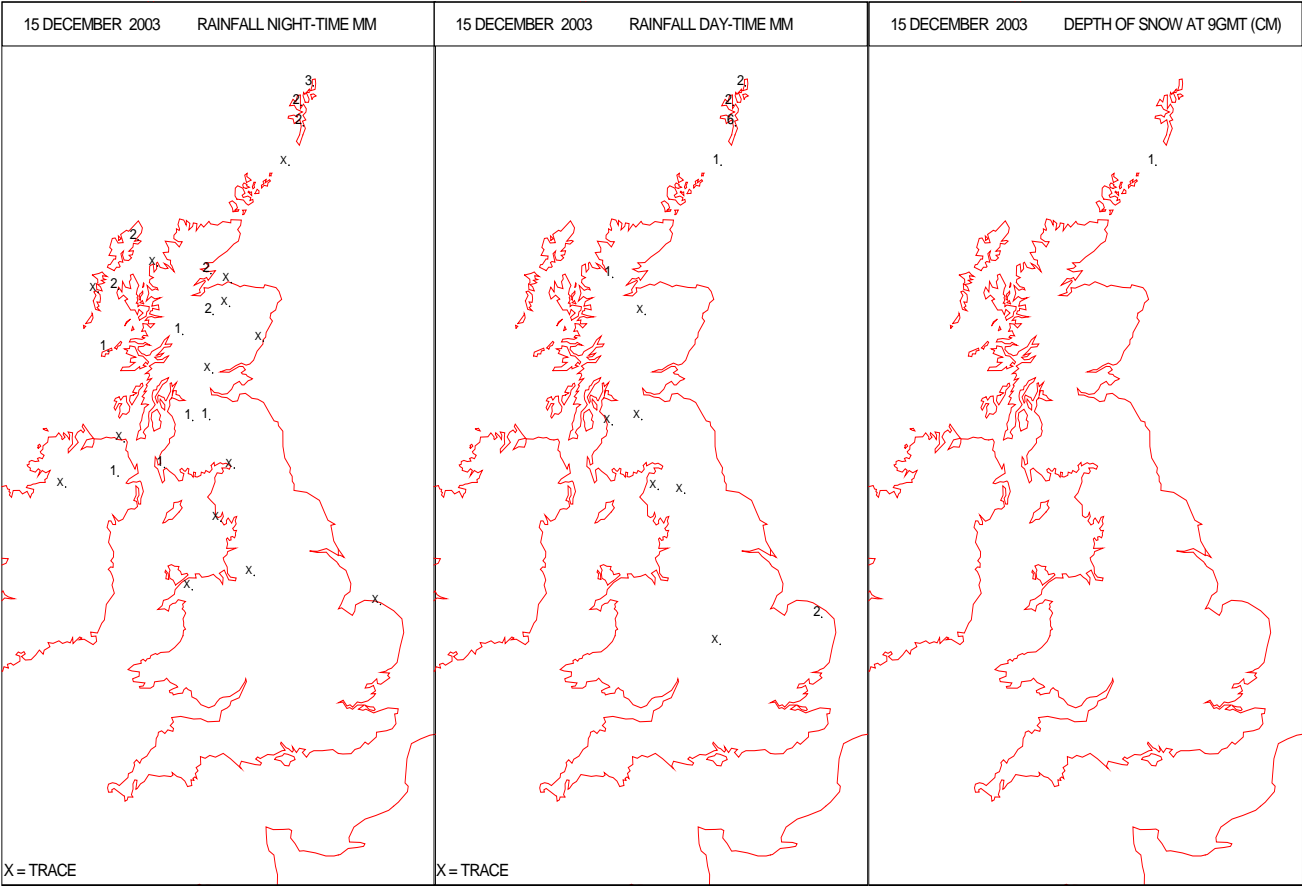 15 DECEMBER 2003 RAINFALL NIGHT-TIME MM
3.
2
2
X.
2.
X.
2.
X.
X.
2.
X.
2.
1.
X.
1.
X.
1.
1.
X.
1
X.
1.
X.
X.
X.
X.
X.
X = TRACE
15 DECEMBER 2003 RAINFALL DAY-TIME MM
2.
2
6.
1.
1.
X.
X.
X.
X.
X.
2.
X.
X = TRACE
15 DECEMBER 2003 DEPTH OF SNOW AT 9GMT (CM)
1.